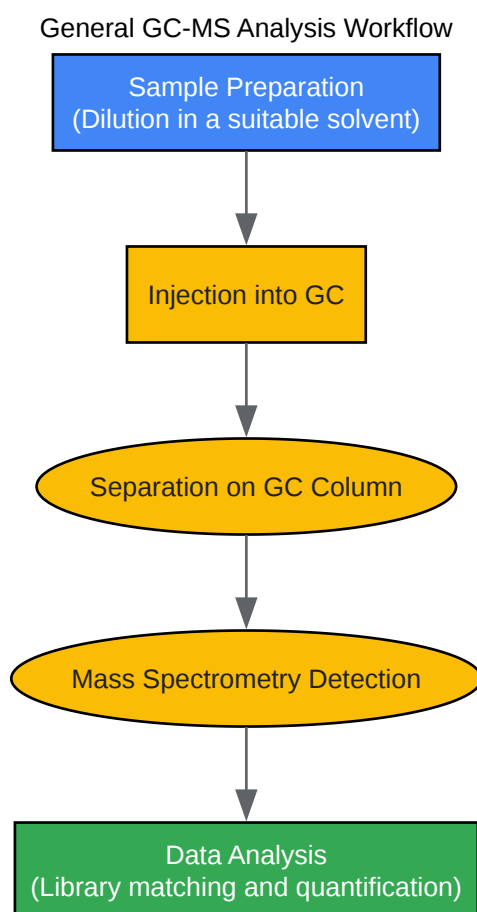 General GC-MS Analysis Workflow
Sample Preparation
(Dilution in a suitable solvent)
Injection into GC
Separation on GC Column
Mass Spectrometry Detection
Data Analysis
(Library matching and quantification)